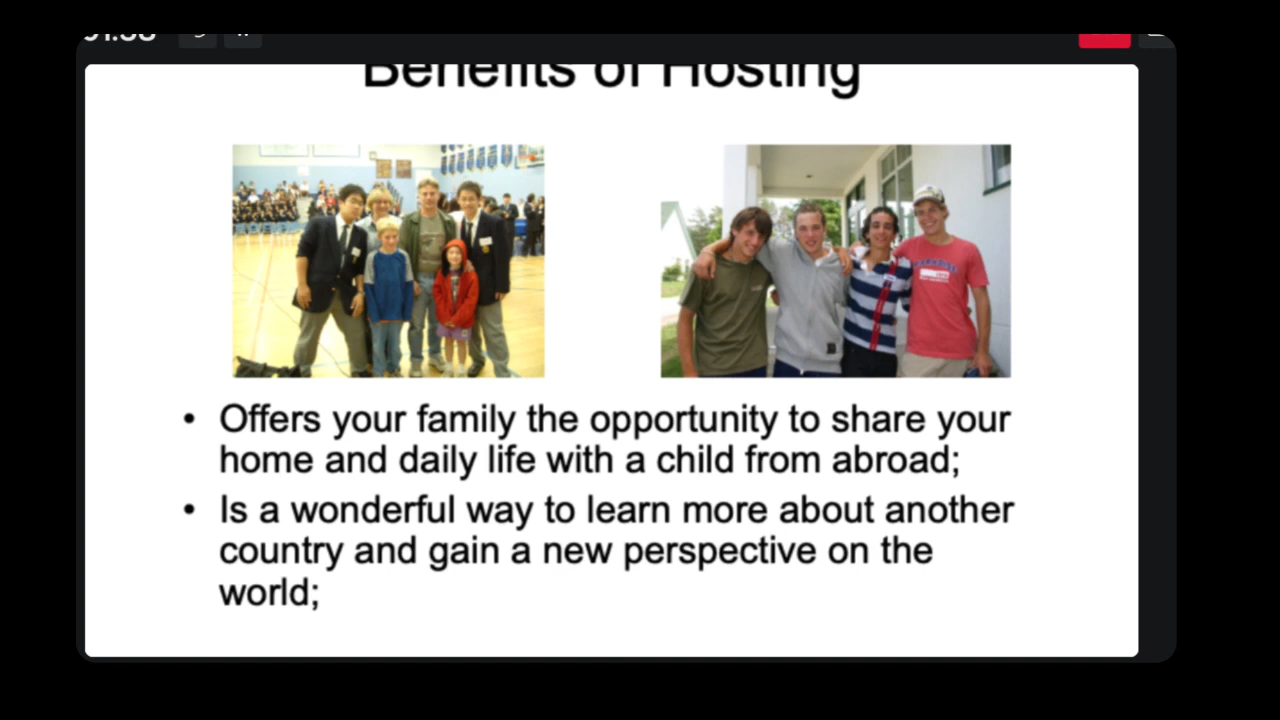 Benefits of Hosting
• Offers your family the opportunity to share your
home and daily life with a child from abroad;
• Is a wonderful way to learn more about another
country and gain a new perspective on the
world;